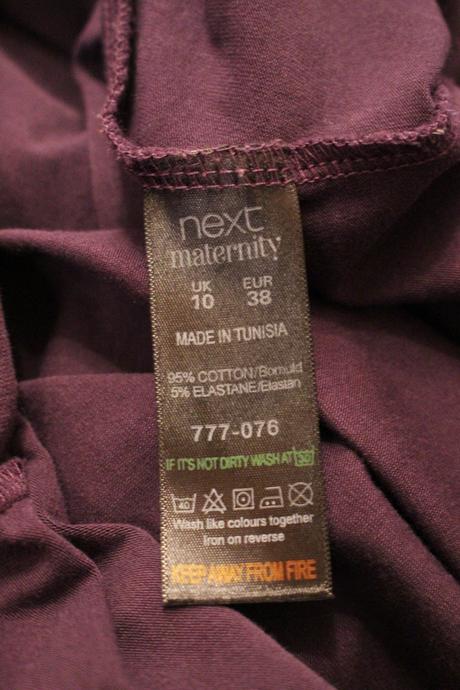 next
maternity
UK EUR
10 38
MADE IN TUNISIA
95% COTTON/Bomuld
5% ELASTANE/Elastan
777-076
IF IT'S NOT DIRTY WASH AT 30
40
Wash like colours together
Iron on reverse
KEEP AWAY FROM FIRE